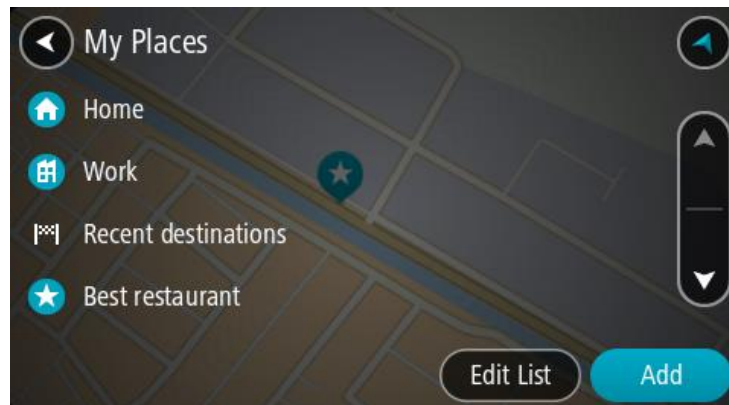 My Places
Home
Work
Recent destinations
Best restaurant
Edit List
Add